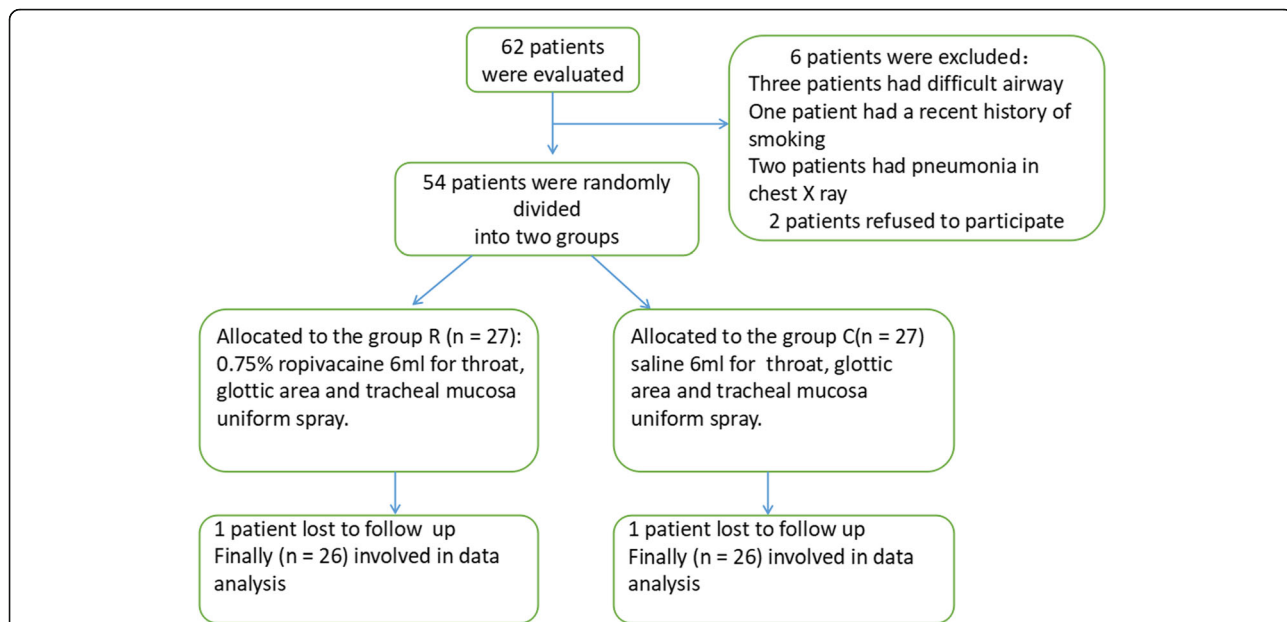 62 patients
were evaluated
6 patients were excluded：
Three patients had difficult airway
One patient had a recent history of
smoking
Two patients had pneumonia in
chest X ray
2 patients refused to participate
54 patients were randomly
divided
into two groups
Allocated to the group R (n = 27):
0.75% ropivacaine 6ml for throat,
glottic area and tracheal mucosa
uniform spray.
Allocated to the group C(n = 27)
saline 6ml for throat, glottic
area and tracheal mucosa
uniform spray.
1 patient lost to follow up
Finally (n = 26) involved in data
analysis
1 patient lost to follow up
Finally (n = 26) involved in data
analysis